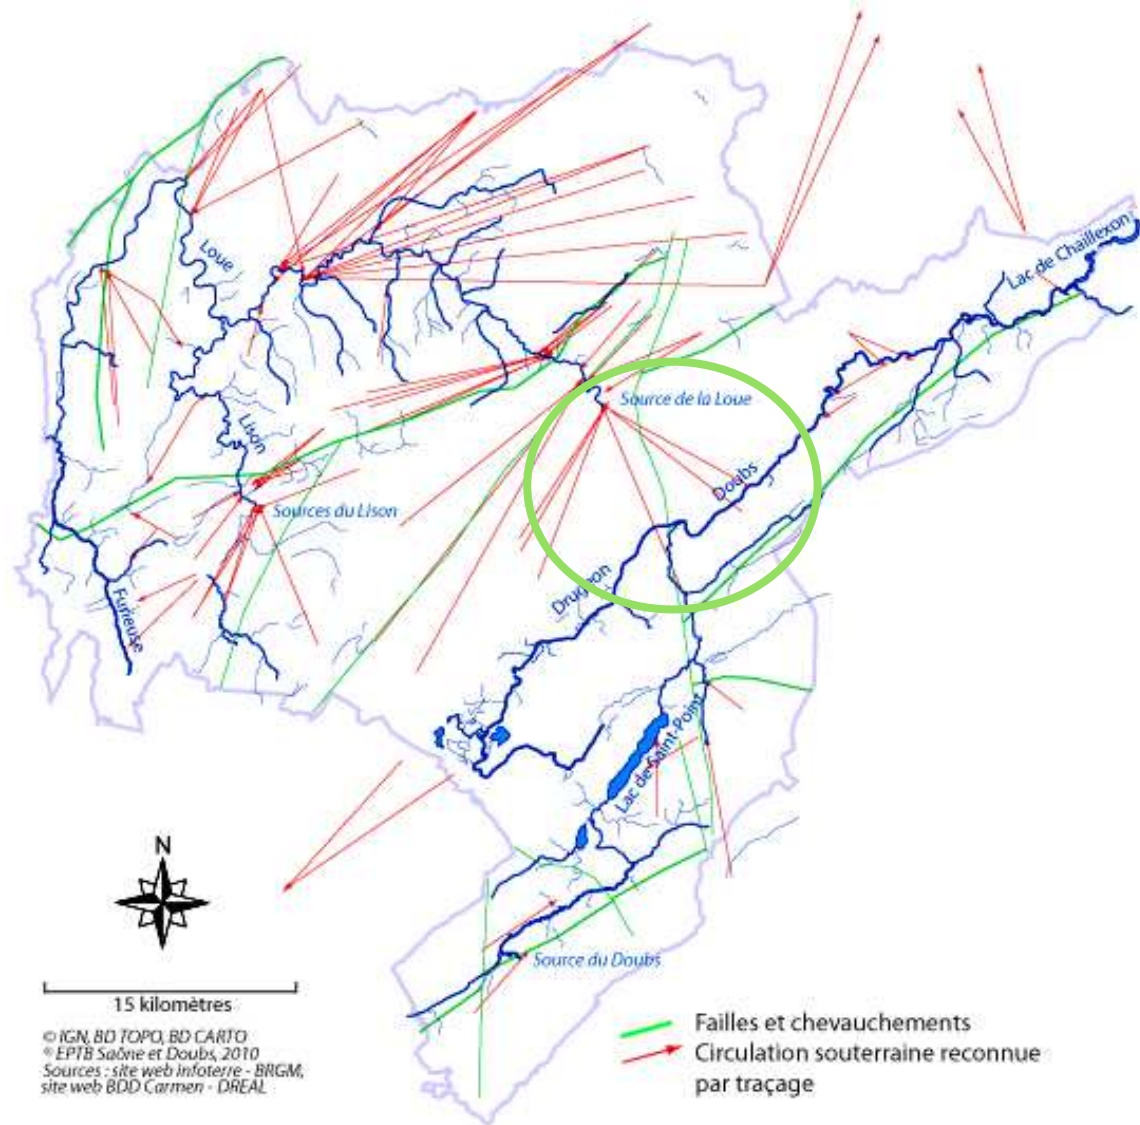 Loue
Lac de Chaillexon
Source de la Loue
Lison
Doubs
Sources du Lison
Drugeon
Furieuse
Lac de Saint-Point
N
Source du Doubs
15 kilomètres
© IGN, BD TOPO, BD CARTO
® EPTB Saône et Doubs, 2010
Sources : site web infoterre - BRGM,
site web BDD Carmen - DREAL
Failles et chevauchements
Circulation souterraine reconnue
par traçage